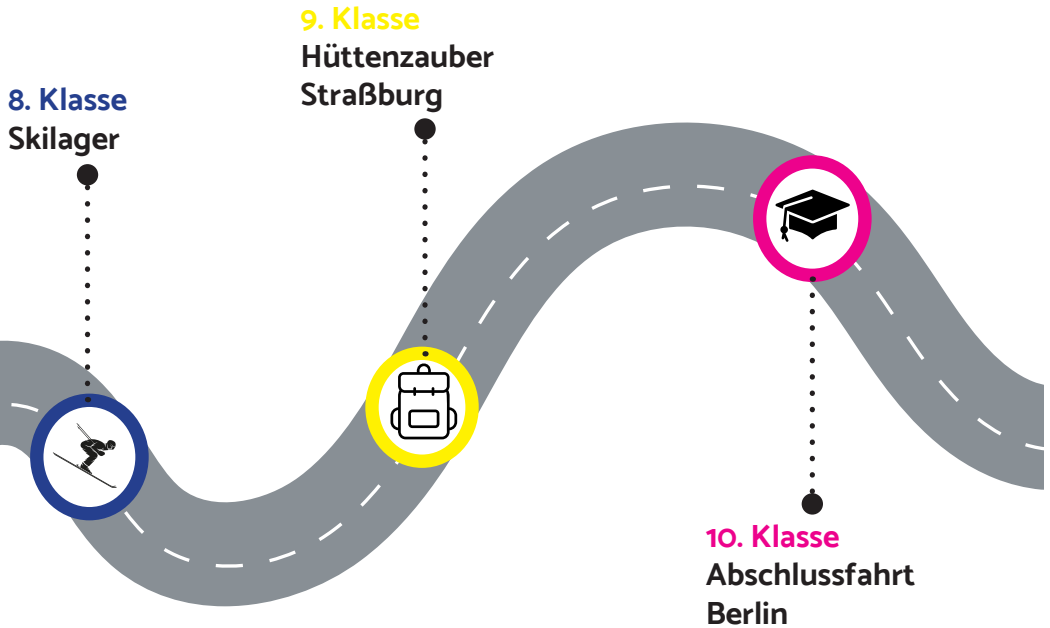 8. Klasse
Skilager
9. Klasse
Hüttenzauber
Straßburg
10. Klasse
Abschlussfahrt
Berlin